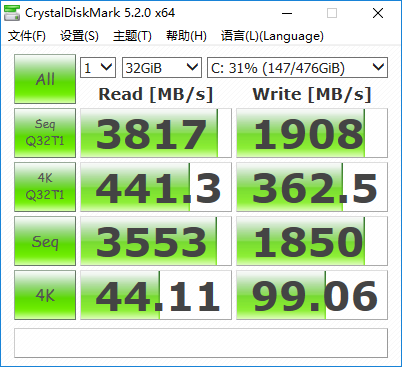 CrystalDiskMark 5.2.0 x64
文件(F) 设置(S) 主题(T) 帮助(H) 语言(L)(Language)
All 1 32GiB C: 31% (147/476GiB)
Read [MB/s] Write [MB/s]
Seq Q32T1 3817 1908
4K Q32T1 441.3 362.5
Seq 3553 1850
4K 44.11 99.06